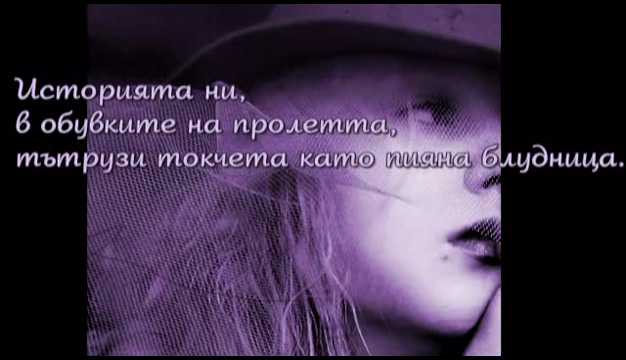 Историята ни,
в обувките на пролетта,
тътрузи токчета като пияна блудница.